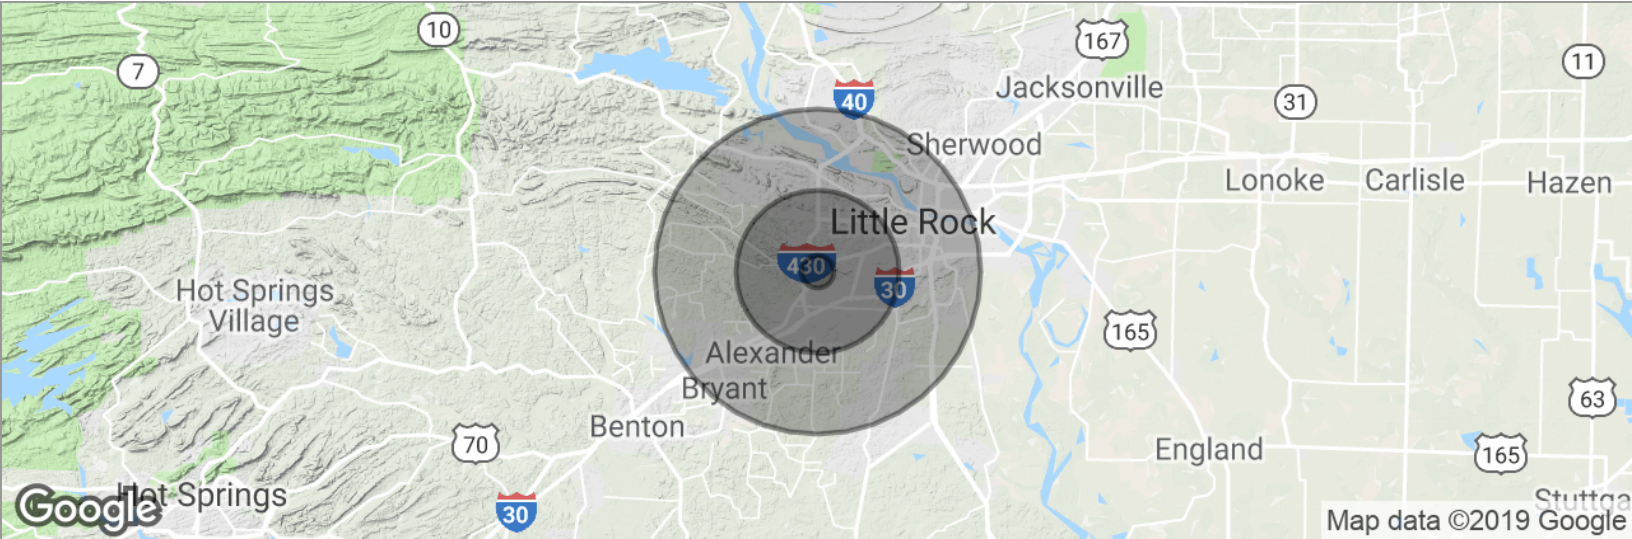 10
167
7
11
Jacksonville
40
31
Sherwood
Lonoke
Carlisle
Hazen
Little Rock
430
30
Hot Springs
Village
165
Alexander
Bryant
63
Benton
70
England
165
Hot Springs
Google
30
Stuttga
Map data ©2019 Google